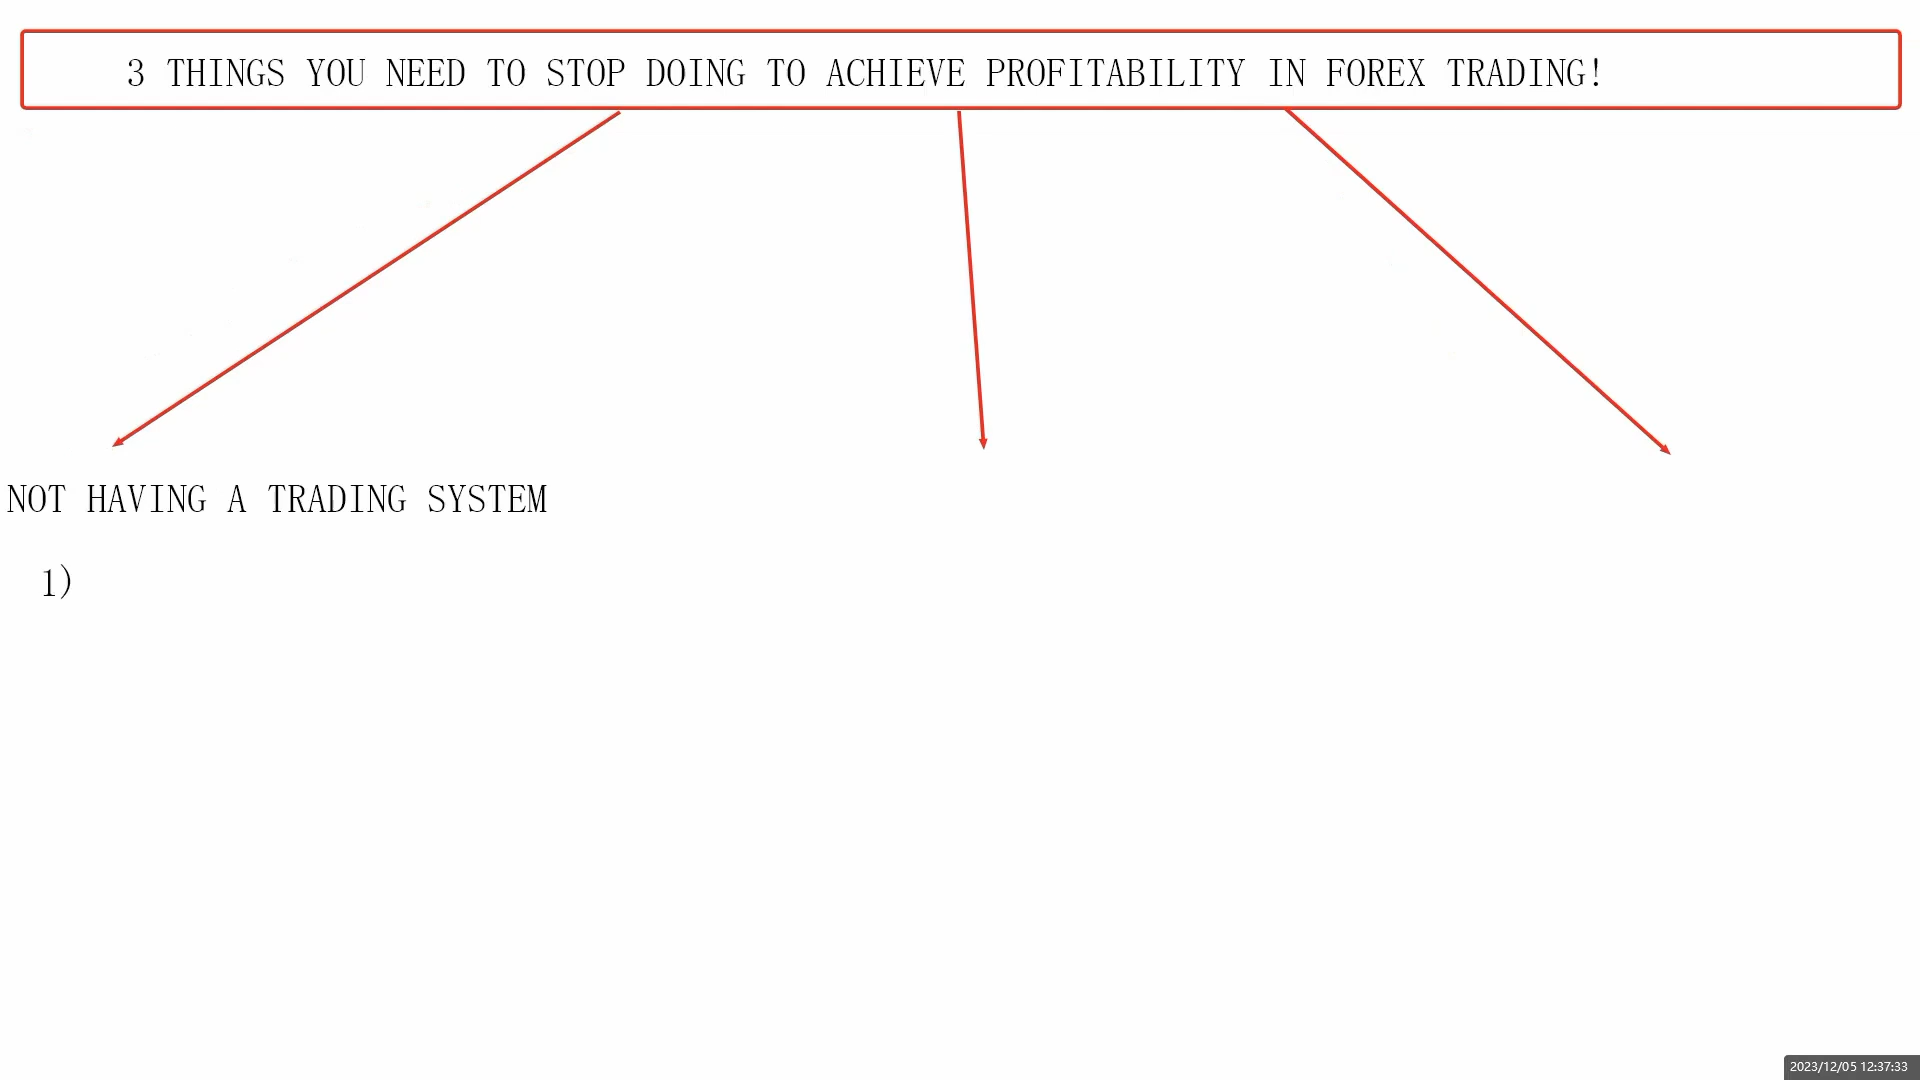 3 THINGS YOU NEED TO STOP DOING TO ACHIEVE PROFITABILITY IN FOREX TRADING!
NOT HAVING A TRADING SYSTEM
1)
2023/12/05 12:37:33